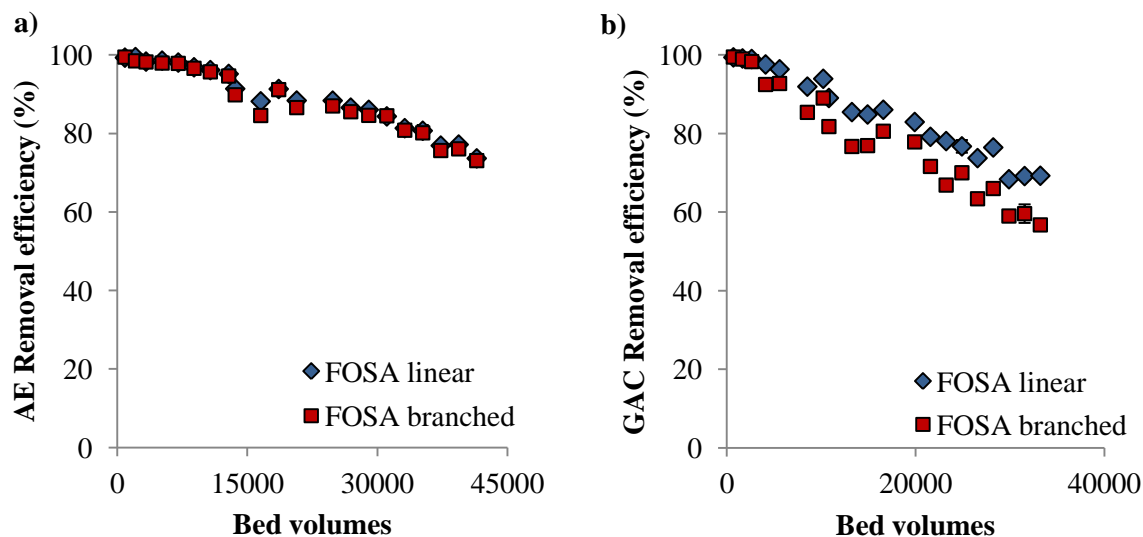 a)
AE Removal efficiency (%)
100
80
60
40
20
0
FOSA linear
FOSA branched
0 15000 30000 45000
Bed volumes
b)
GAC Removal efficiency (%)
100
80
60
40
20
0
FOSA linear
FOSA branched
0 20000 40000
Bed volumes